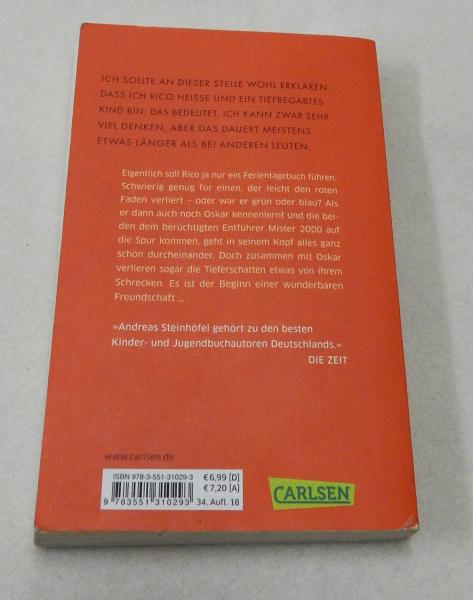 ICH SOLLTE AN DIESER STELLE WOHL ERKLÄREN,
DASS ICH RICO HEISSE UND EIN TIEFBEGABTES
KIND BIN. DAS BEDEUTET, ICH KANN ZWAR SEHR
VIEL DENKEN, ABER DAS DAUERT MEISTENS
ETWAS LÄNGER ALS BEI ANDEREN LEUTEN.
Eigentlich soll Rico ja nur ein Ferientagebuch führen.
Schwierig genug für einen, der leicht den roten
Faden verliert – oder war er grün oder blau? Als
er dann auch noch Oskar kennenlernt und die bei-
den dem berüchtigten Entführer Mister 2000 auf
die Spur kommen, geht in seinem Kopf alles ganz
schön durcheinander. Doch zusammen mit Oskar
verlieren sogar die Tieferschatten etwas von ihrem
Schrecken. Es ist der Beginn einer wunderbaren
Freundschaft ...
»Andreas Steinhöfel gehört zu den besten
Kinder- und Jugendbuchautoren Deutschlands.«
DIE ZEIT
www.carlsen.de
ISBN 978-3-551-31029-3
€ 6,99 [D]
€ 7,20 [A]
9 783551 310293
34. Aufl. 18
CARLSEN